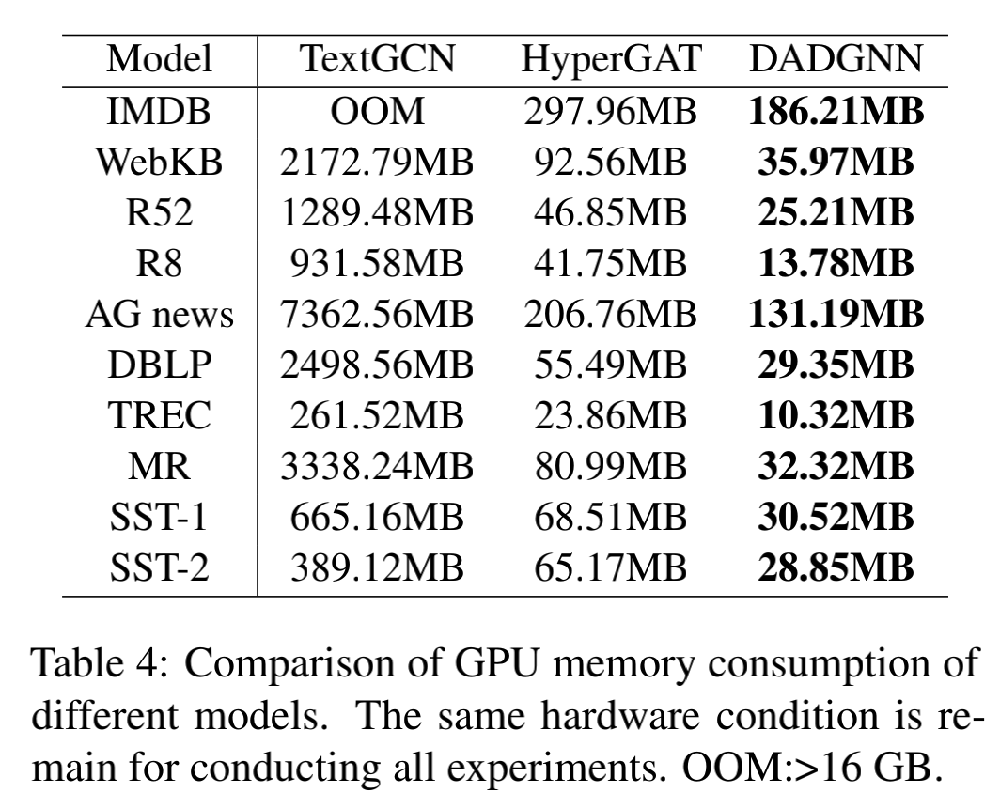 Model TextGCN HyperGAT DADGNN
IMDB OOM 297.96MB 186.21MB
WebKB 2172.79MB 92.56MB 35.97MB
R52 1289.48MB 46.85MB 25.21MB
R8 931.58MB 41.75MB 13.78MB
AG news 7362.56MB 206.76MB 131.19MB
DBLP 2498.56MB 55.49MB 29.35MB
TREC 261.52MB 23.86MB 10.32MB
MR 3338.24MB 80.99MB 32.32MB
SST-1 665.16MB 68.51MB 30.52MB
SST-2 389.12MB 65.17MB 28.85MB
Table 4: Comparison of GPU memory consumption of
different models. The same hardware condition is re-
main for conducting all experiments. OOM:>16 GB.